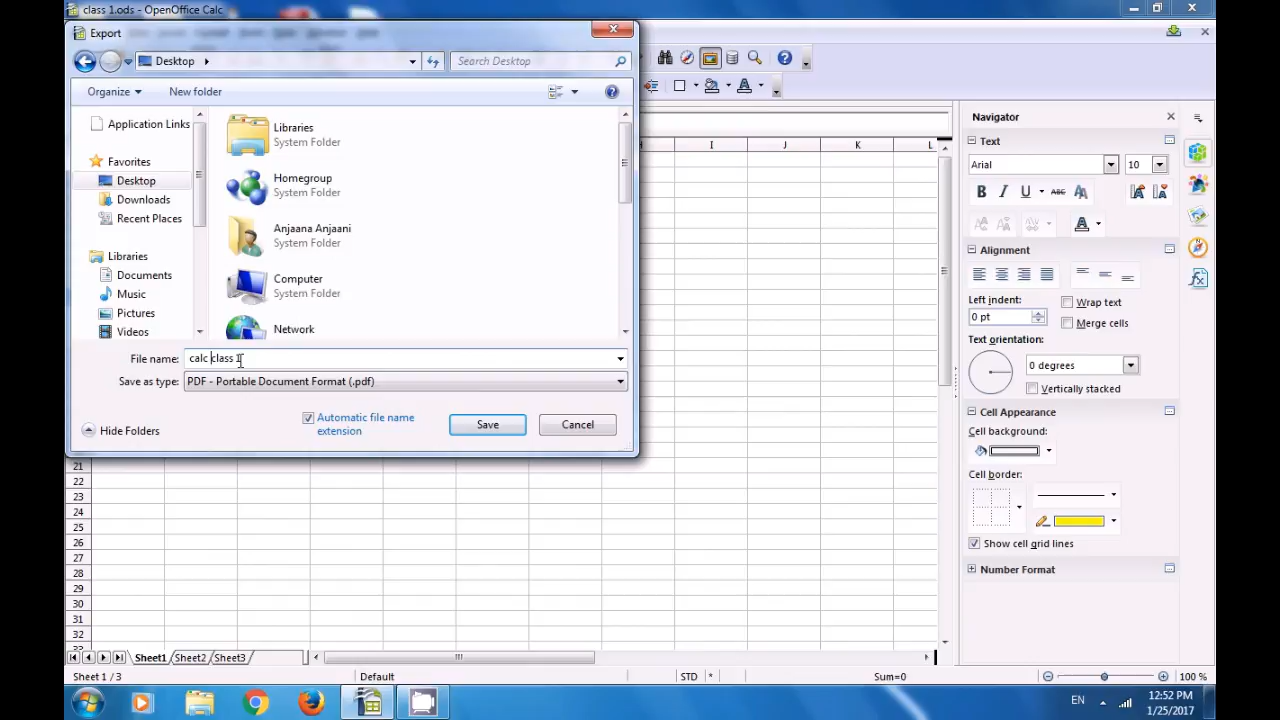 class 1.ods - OpenOffice Calc
Export
Desktop
Search Desktop
Organize
New folder
Application Links
Favorites
Desktop
Downloads
Recent Places
Libraries
Documents
Music
Pictures
Videos
Libraries
System Folder
Homegroup
System Folder
Anjaana Anjaani
System Folder
Computer
System Folder
Network
File name:
calc class 1
Save as type:
PDF - Portable Document Format (.pdf)
Automatic file name
extension
Save
Cancel
Hide Folders
I J K L
21
22
23
24
25
26
27
28
29
30
31
32
Navigator
Text
Arial
10
B I U ABC
Alignment
Left indent:
0 pt
Wrap text
Merge cells
Text orientation:
0 degrees
Vertically stacked
Cell Appearance
Cell background:
Cell border:
Show cell grid lines
Number Format
Sheet1 Sheet2 Sheet3
Sheet 1 / 3
Default
STD
*
Sum=0
100 %
EN
12:52 PM
1/25/2017